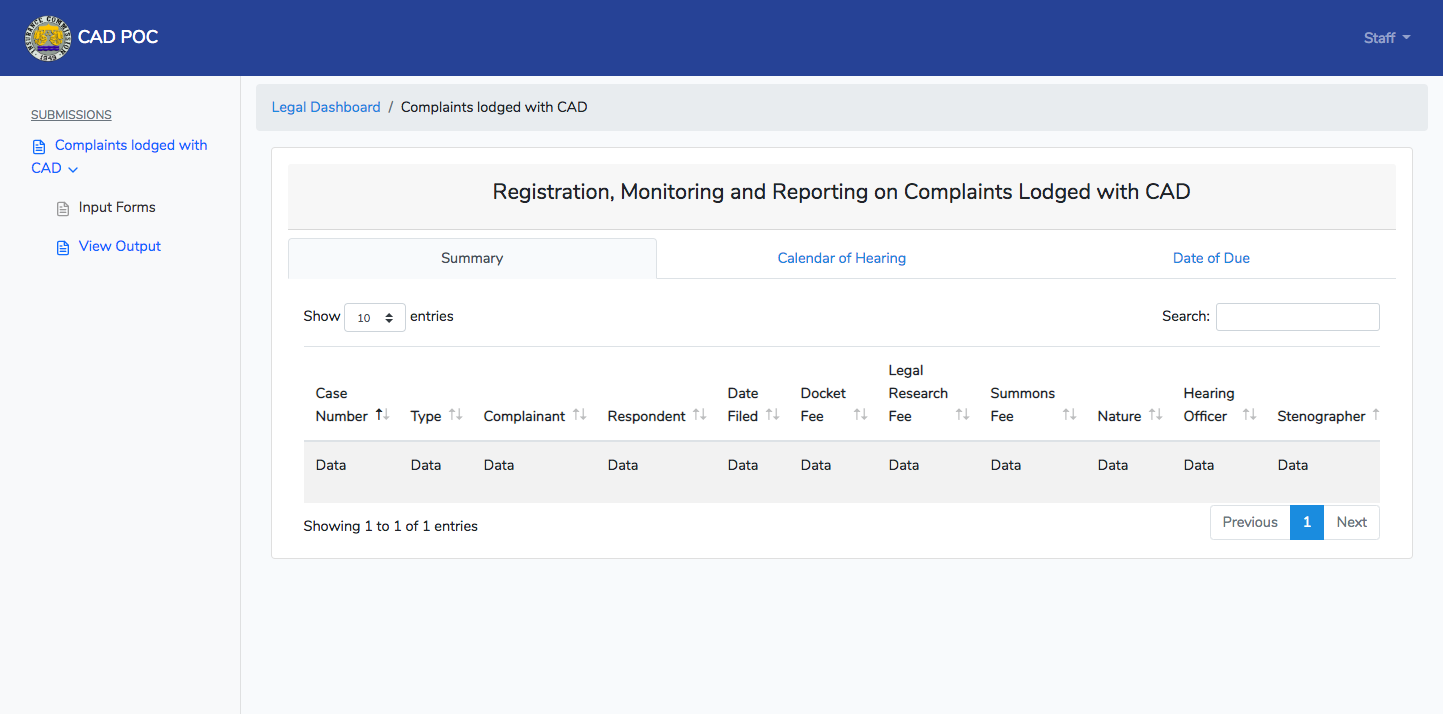 INSURANCE COMMISSION
1949
CAD POC
Staff
SUBMISSIONS
Complaints lodged with
CAD
Input Forms
View Output
Legal Dashboard / Complaints lodged with CAD
Registration, Monitoring and Reporting on Complaints Lodged with CAD
Summary
Calendar of Hearing
Date of Due
Show 10 entries
Search:
Case
Number
Type
Complainant
Respondent
Date
Filed
Docket
Fee
Legal
Research
Fee
Summons
Fee
Nature
Hearing
Officer
Stenographer
Data Data Data Data Data Data Data Data Data Data Data
Showing 1 to 1 of 1 entries
Previous 1 Next